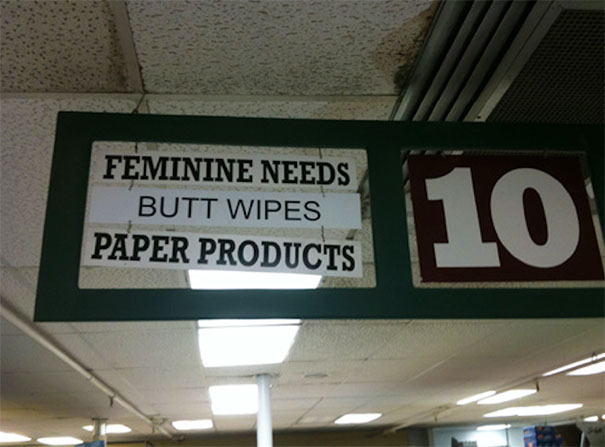 FEMININE NEEDS
BUTT WIPES
PAPER PRODUCTS
10